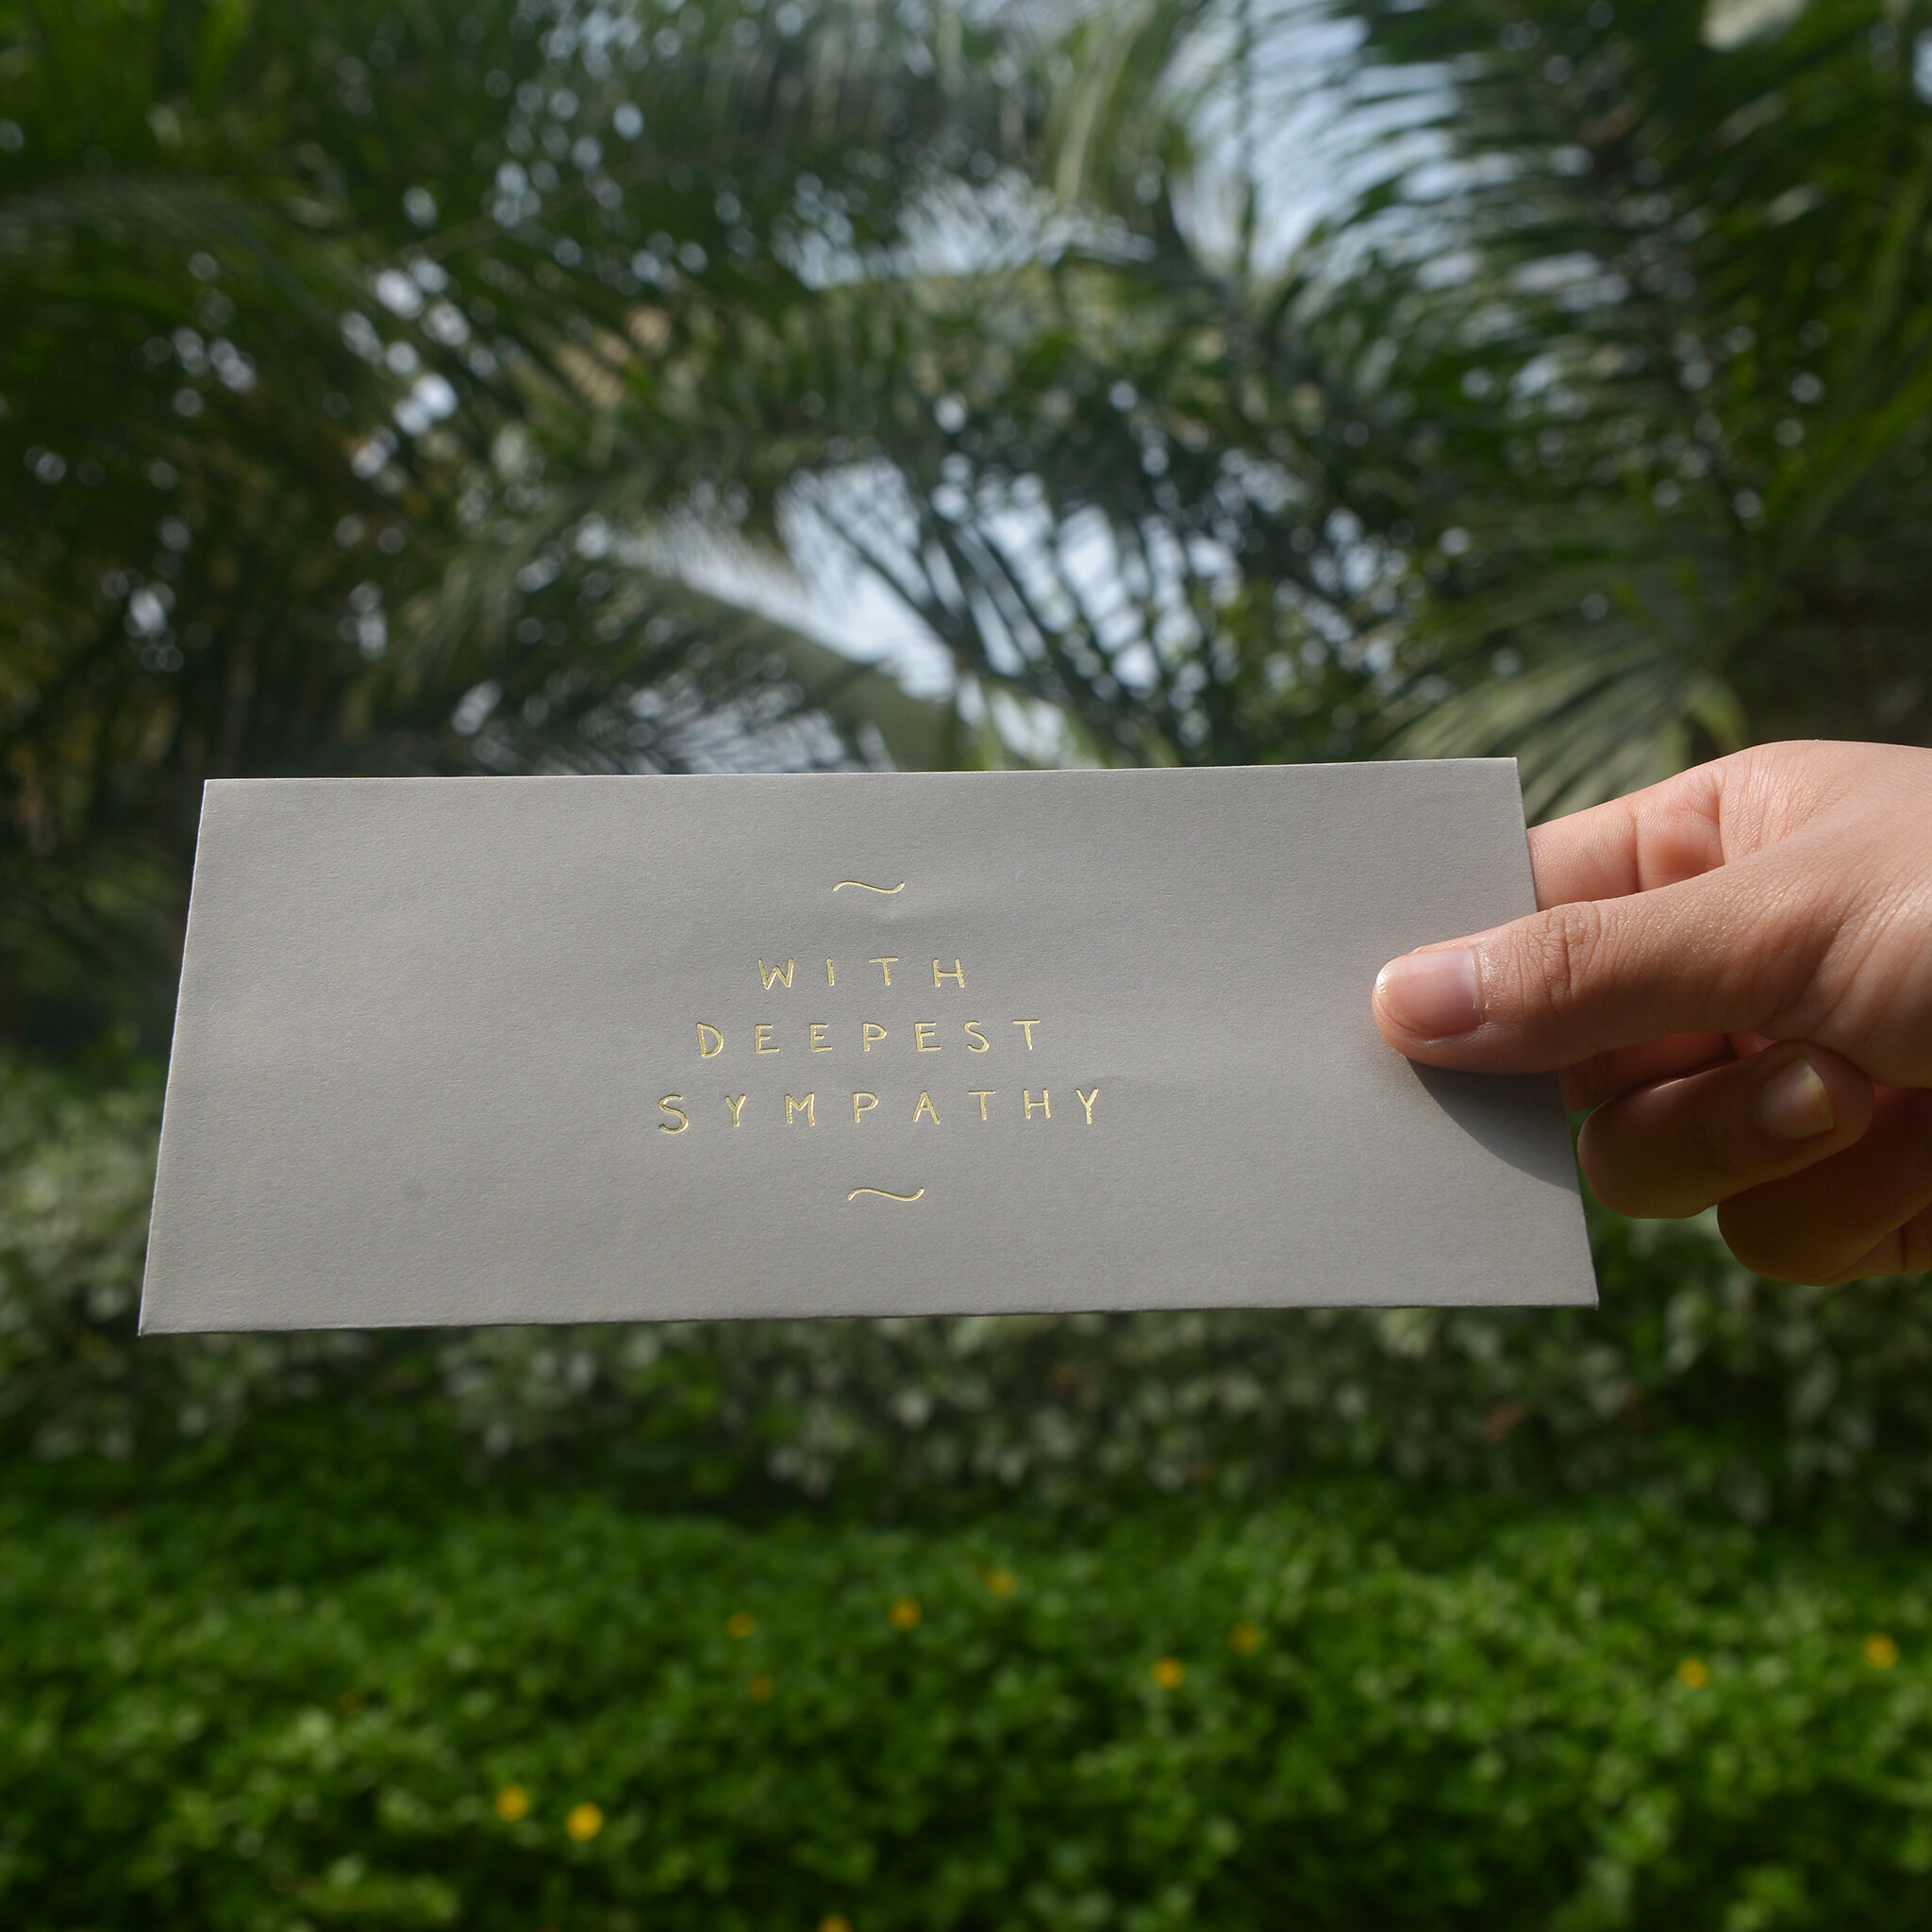 ~
WITH
DEEPEST
SYMPATHY
~